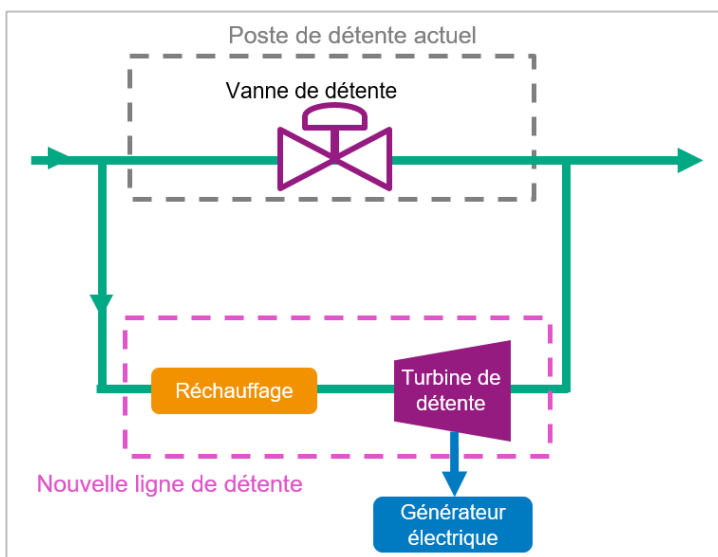 Poste de détente actuel
Vanne de détente
Réchauffage
Turbine de
détente
Nouvelle ligne de détente
Générateur
électrique